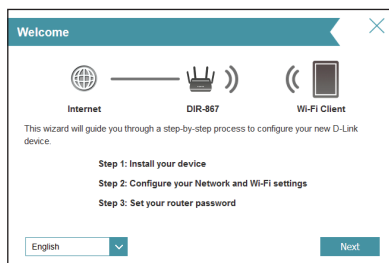 Welcome
Internet
DIR-867
Wi-Fi Client
This wizard will guide you through a step-by-step process to configure your new D-Link
device.
Step 1: Install your device
Step 2: Configure your Network and Wi-Fi settings
Step 3: Set your router password
English
Next